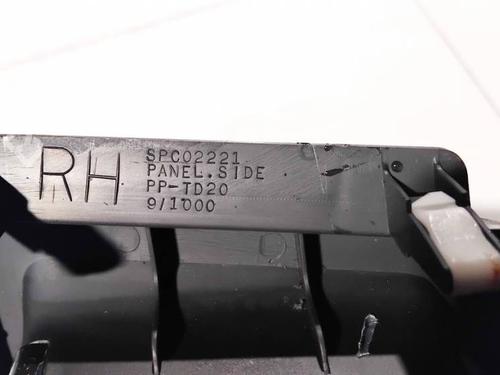 RH
SPC02221
PANEL.SIDE
PP-TD20
9/1000